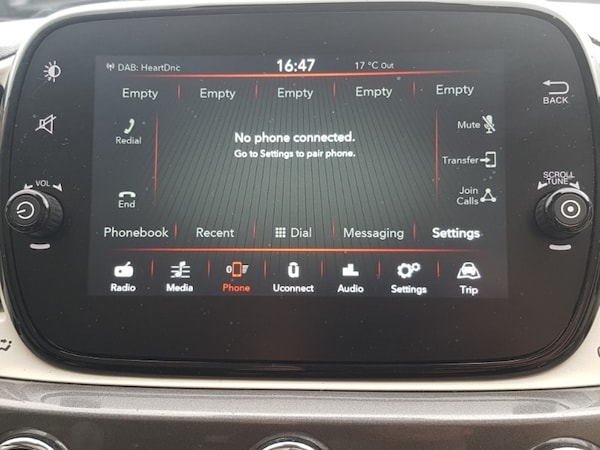 DAB: HeartDnc 16:47 17 °C Out
Empty Empty Empty Empty Empty
Redial
No phone connected.
Go to Settings to pair phone.
Mute
Transfer
End
Join
Calls
Phonebook Recent Dial Messaging Settings
Radio Media Phone Uconnect Audio Settings Trip
VOL
BACK
SCROLL
TUNE